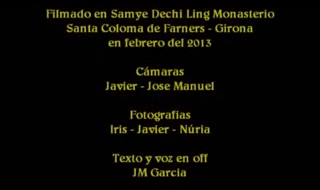 Filmado en Samye Dechi Ling Monasterio
Santa Coloma de Farners - Girona
en febrero del 2013
Cámaras
Javier - Jose Manuel
Fotografias
Iris - Javier - Núria
Texto y voz en off
JM Garcia